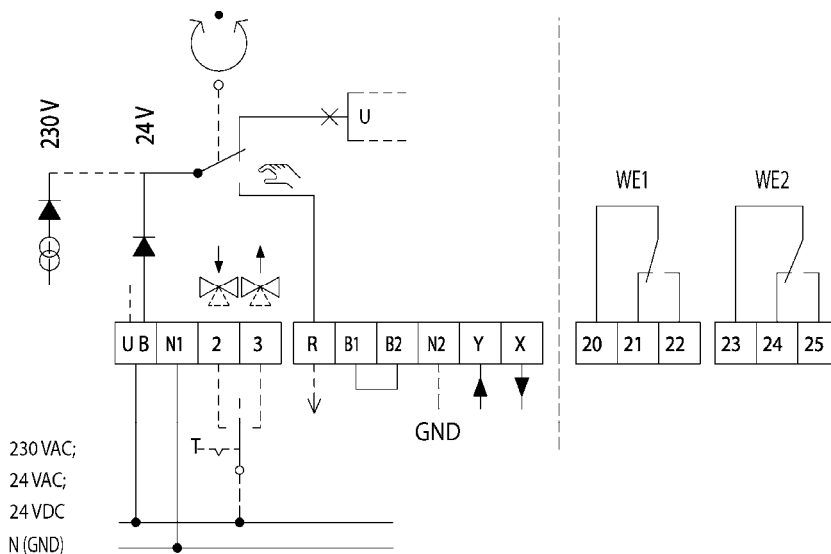 230 V
24 V
U
WE1
WE2
U B N1 2 3 R B1 B2 N2 Y X 20 21 22 23 24 25
GND
T
230 VAC;
24 VAC;
24 VDC
N (GND)